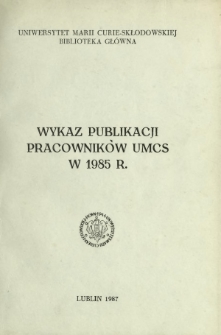 UNIWERSYTET MARII CURIE-SKŁODOWSKIEJ
BIBLIOTEKA GŁÓWNA
WYKAZ PUBLIKACJI
PRACOWNIKÓW UMCS
W 1985 R.
LUBLIN 1987